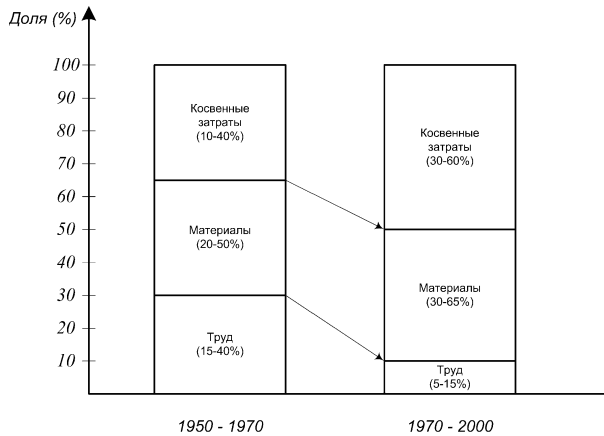 Доля (%)
100
90
80
70
60
50
40
30
20
10
Косвенные
затраты
(10-40%)
Материалы
(20-50%)
Труд
(15-40%)
Косвенные
затраты
(30-60%)
Материалы
(30-65%)
Труд
(5-15%)
1950 - 1970
1970 - 2000